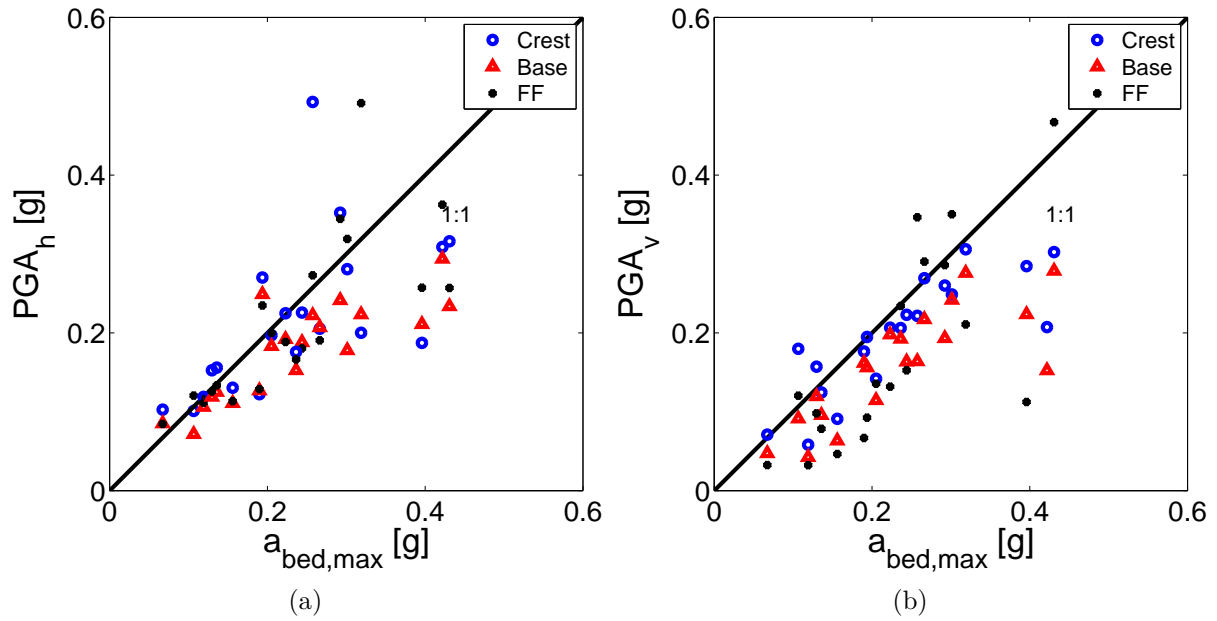 0.6
0.4
0.2
0
0
0.2
0.4
0.6
PGA_h [g]
a_bed,max [g]
Crest
Base
FF
1:1
(a)
0.6
0.4
0.2
0
0
0.2
0.4
0.6
PGA_v [g]
a_bed,max [g]
Crest
Base
FF
1:1
(b)